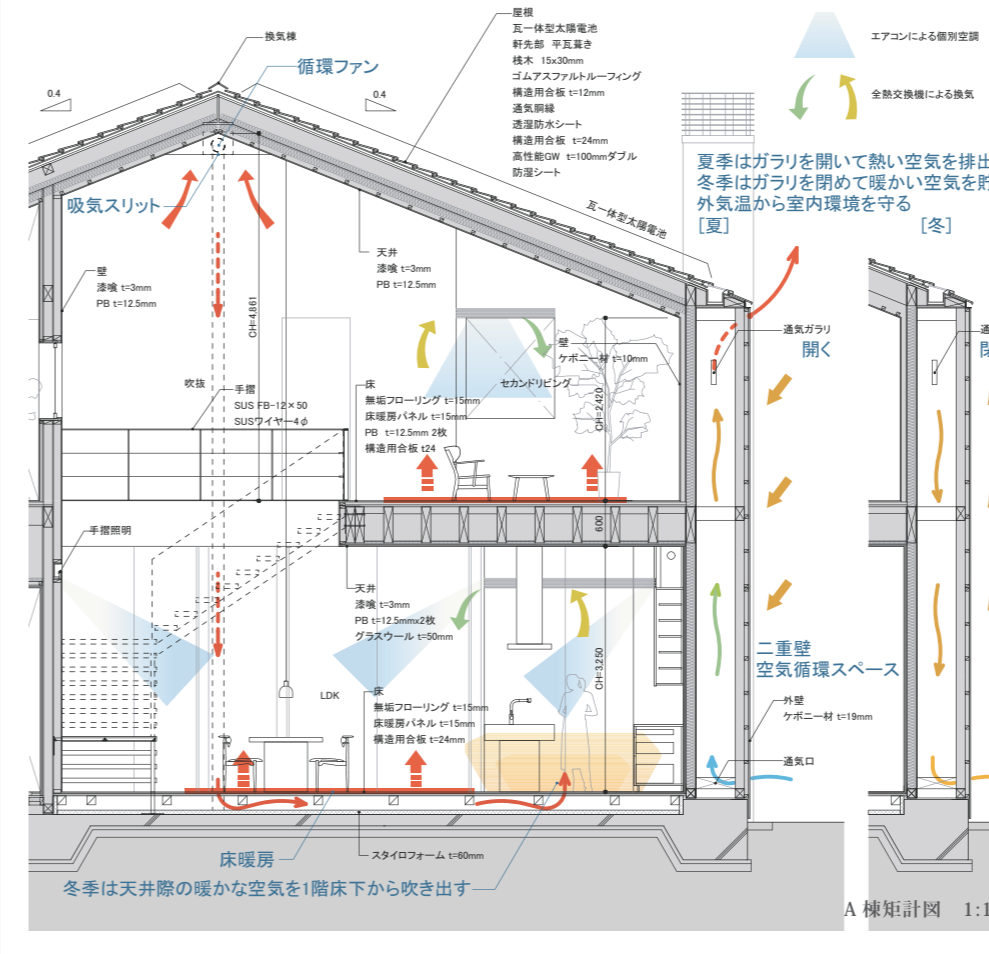 屋根
瓦一体型太陽電池
軒先部 平瓦葺き
桟木 15x30mm
ゴムアスファルトルーフィング
構造用合板 t=12mm
通気胴縁
透湿防水シート
構造用合板 t=24mm
高性能GW t=100mmダブル
防湿シート
換気棟
循環ファン
エアコンによる個別空調
全熱交換機による換気
0.4
0.4
夏季はガラリを開いて熱い空気を排出
冬季はガラリを閉めて暖かい空気を貯
外気温から室内環境を守る
[夏]
[冬]
吸気スリット
瓦一体型太陽電池
天井
漆喰 t=3mm
PB t=12.5mm
壁
漆喰 t=3mm
PB t=12.5mm
CH=4,861
通気ガラリ
開く
通
閉
壁
ケボニー材 t=10mm
セカンドリビング
CH=2,420
吹抜
手摺
SUS FB-12×50
SUSワイヤー4φ
床
無垢フローリング t=15mm
床暖房パネル t=15mm
PB t=12.5mm 2枚
構造用合板 t24
600
手摺照明
天井
漆喰 t=3mm
PB t=12.5mmx2枚
グラスウール t=50mm
CH=3,250
二重壁
空気循環スペース
LDK
床
無垢フローリング t=15mm
床暖房パネル t=15mm
構造用合板 t=24mm
外壁
ケボニー材 t=19mm
通気口
床暖房
スタイロフォーム t=60mm
冬季は天井際の暖かな空気を1階床下から吹き出す
A 棟矩計図 1:1